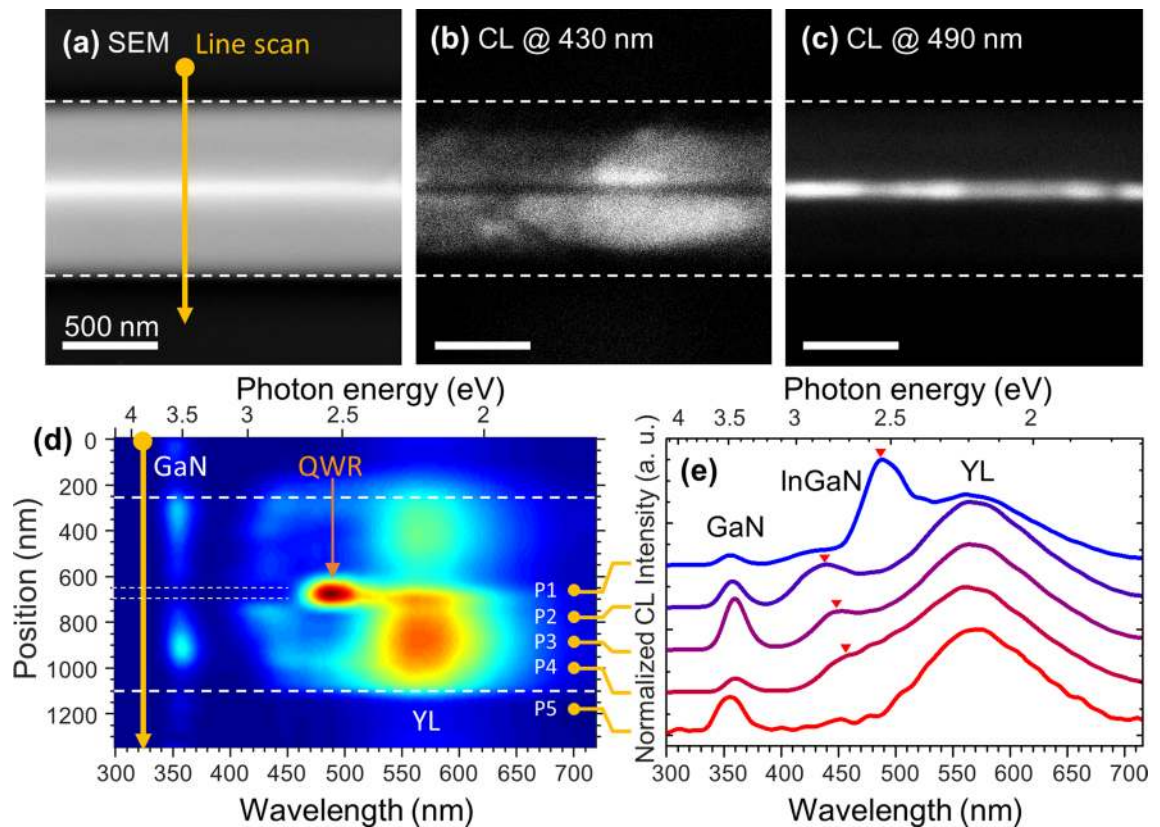 (a) SEM
Line scan
500 nm
(b) CL @ 430 nm
(c) CL @ 490 nm
Photon energy (eV)
4 3.5 3 2.5 2
(d)
GaN
QWR
YL
P1
P2
P3
P4
P5
Position (nm)
0
200
400
600
800
1000
1200
300 350 400 450 500 550 600 650 700
Wavelength (nm)
Photon energy (eV)
4 3.5 3 2.5 2
(e)
GaN
InGaN
YL
Normalized CL Intensity (a. u.)
300 350 400 450 500 550 600 650 700
Wavelength (nm)